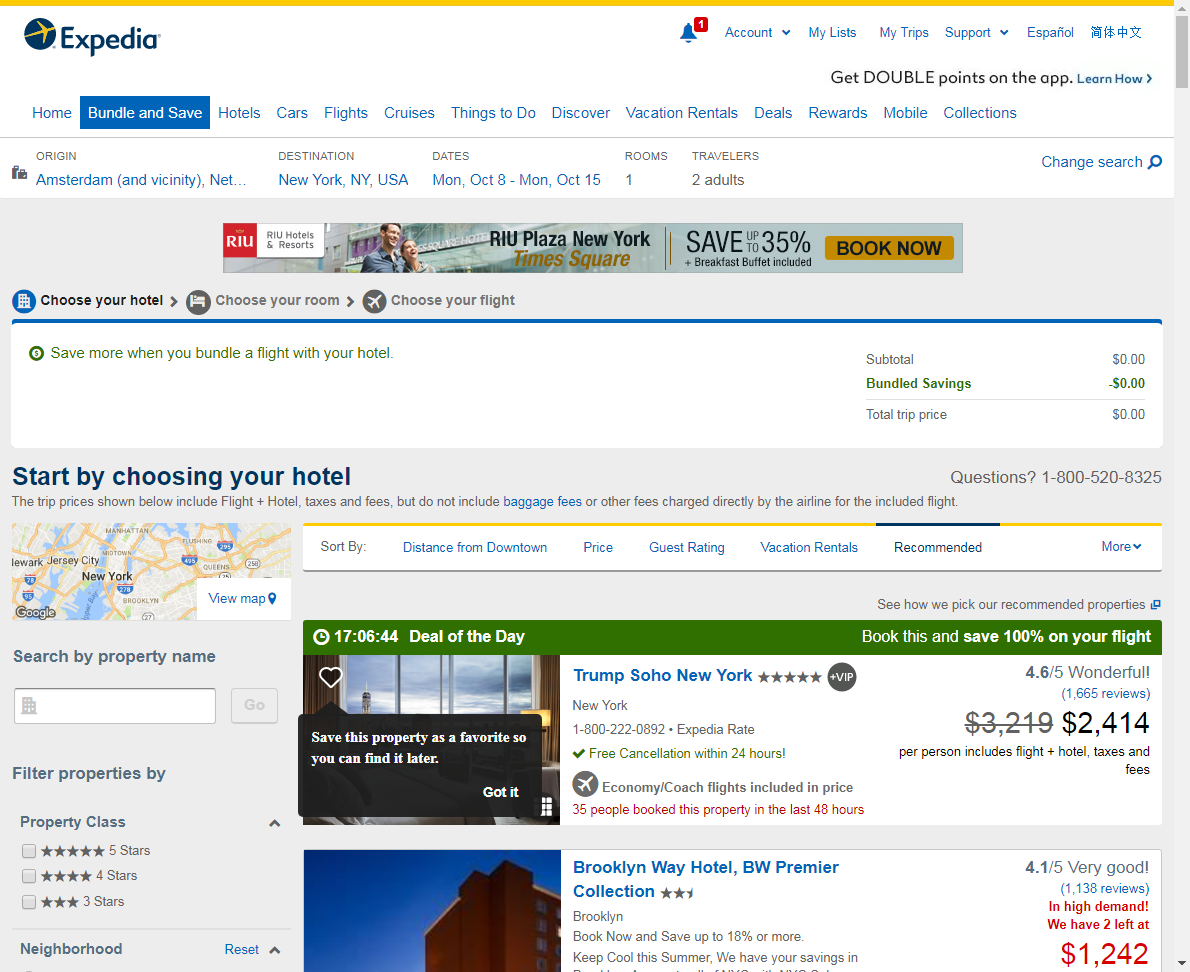 Expedia
1
Account
My Lists
My Trips
Support
Español
简体中文
Get DOUBLE points on the app. Learn How
Home
Bundle and Save
Hotels
Cars
Flights
Cruises
Things to Do
Discover
Vacation Rentals
Deals
Rewards
Mobile
Collections
ORIGIN
Amsterdam (and vicinity), Net…
DESTINATION
New York, NY, USA
DATES
Mon, Oct 8 - Mon, Oct 15
ROOMS
1
TRAVELERS
2 adults
Change search
RIU
RIU Hotels
& Resorts
RIU Plaza New York
Times Square
SAVE UP TO 35%
+ Breakfast Buffet included
BOOK NOW
Choose your hotel
Choose your room
Choose your flight
Save more when you bundle a flight with your hotel.
Subtotal $0.00
Bundled Savings -$0.00
Total trip price $0.00
Start by choosing your hotel
Questions? 1-800-520-8325
The trip prices shown below include Flight + Hotel, taxes and fees, but do not include baggage fees or other fees charged directly by the airline for the included flight.
MANHATTAN
FLUSHING
295
MIDTOWN
ewark
Jersey City
495
QUEENS
258
78
New York
278
95
BROOKLYN
27
Google
View map
Sort By:
Distance from Downtown
Price
Guest Rating
Vacation Rentals
Recommended
More
See how we pick our recommended properties
Search by property name
Go
Filter properties by
Property Class
5 Stars
4 Stars
3 Stars
Neighborhood
Reset
17:06:44 Deal of the Day
Book this and save 100% on your flight
Save this property as a favorite so
you can find it later.
Got it
Trump Soho New York
+VIP
New York
1-800-222-0892 • Expedia Rate
Free Cancellation within 24 hours!
Economy/Coach flights included in price
35 people booked this property in the last 48 hours
4.6/5 Wonderful!
(1,665 reviews)
$3,219 $2,414
per person includes flight + hotel, taxes and
fees
Brooklyn Way Hotel, BW Premier
Collection
Brooklyn
Book Now and Save up to 18% or more.
Keep Cool this Summer, We have your savings in
4.1/5 Very good!
(1,138 reviews)
In high demand!
We have 2 left at
$1,242